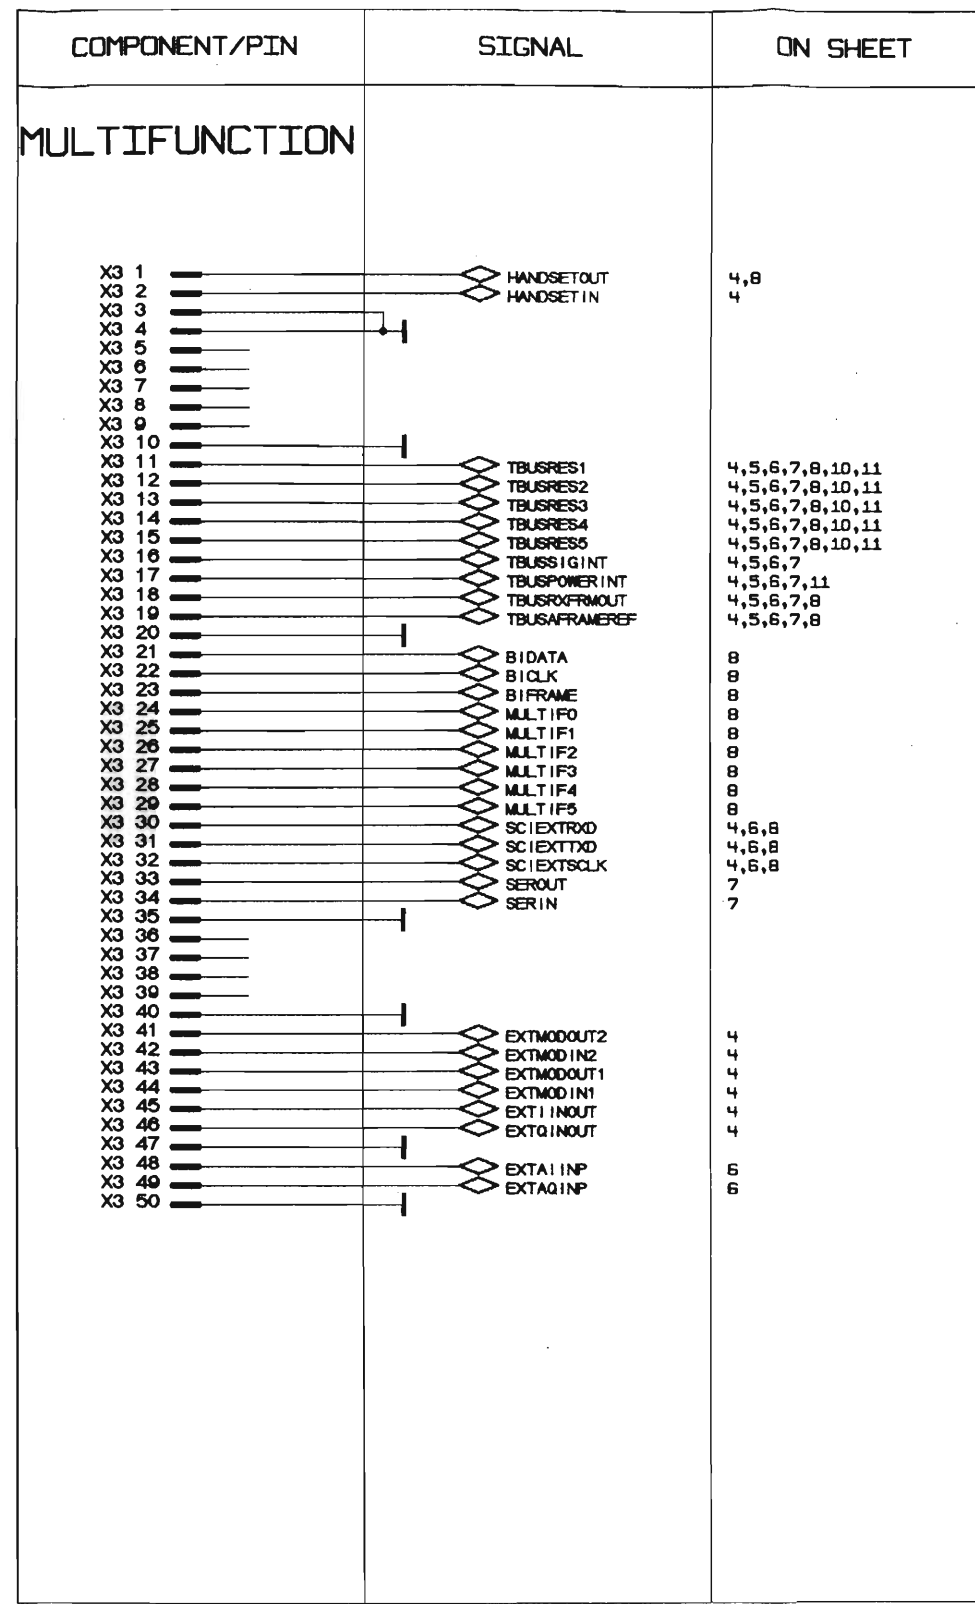 COMPONENT/PIN SIGNAL ON SHEET
MULTIFUNCTION
X3 1 HANDSETOUT 4,8
X3 2 HANDSETIN 4
X3 3
X3 4
X3 5
X3 6
X3 7
X3 8
X3 9
X3 10
X3 11 TBUSRES1 4,5,6,7,8,10,11
X3 12 TBUSRES2 4,5,6,7,8,10,11
X3 13 TBUSRES3 4,5,6,7,8,10,11
X3 14 TBUSRES4 4,5,6,7,8,10,11
X3 15 TBUSRES5 4,5,6,7,8,10,11
X3 16 TBUSSIGINT 4,5,6,7
X3 17 TBUSPOWERINT 4,5,6,7,11
X3 18 TBUSRXFRMOUT 4,5,6,7,8
X3 19 TBUSAFRAMEREF 4,5,6,7,8
X3 20
X3 21 BIDATA 8
X3 22 BICLK 8
X3 23 BIFRAME 8
X3 24 MULTIF0 8
X3 25 MULTIF1 8
X3 26 MULTIF2 8
X3 27 MULTIF3 8
X3 28 MULTIF4 8
X3 29 MULTIF5 8
X3 30 SCIEXTRXD 4,6,8
X3 31 SCIEXTTXD 4,6,8
X3 32 SCIEXTSCLK 4,6,8
X3 33 SEROUT 7
X3 34 SERIN 7
X3 35
X3 36
X3 37
X3 38
X3 39
X3 40
X3 41 EXTMODOUT2 4
X3 42 EXTMODIN2 4
X3 43 EXTMODOUT1 4
X3 44 EXTMODIN1 4
X3 45 EXTIINOUT 4
X3 46 EXTQINOUT 4
X3 47
X3 48 EXTAIINP 6
X3 49 EXTAQINP 6
X3 50